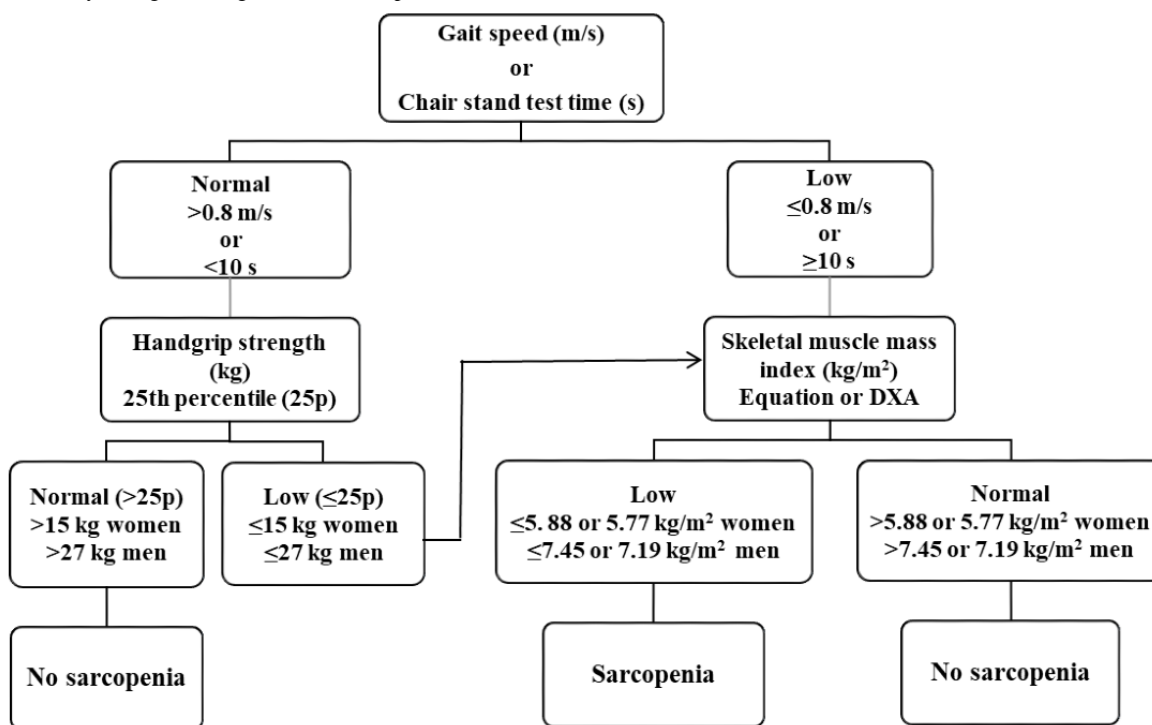 Gait speed (m/s)
or
Chair stand test time (s)
Normal
>0.8 m/s
or
<10 s
Low
≤0.8 m/s
or
≥10 s
Handgrip strength
(kg)
25th percentile (25p)
Skeletal muscle mass
index (kg/m²)
Equation or DXA
Normal (>25p)
>15 kg women
>27 kg men
Low (≤25p)
≤15 kg women
≤27 kg men
Low
≤5. 88 or 5.77 kg/m² women
≤7.45 or 7.19 kg/m² men
Normal
>5.88 or 5.77 kg/m² women
>7.45 or 7.19 kg/m² men
No sarcopenia
Sarcopenia
No sarcopenia